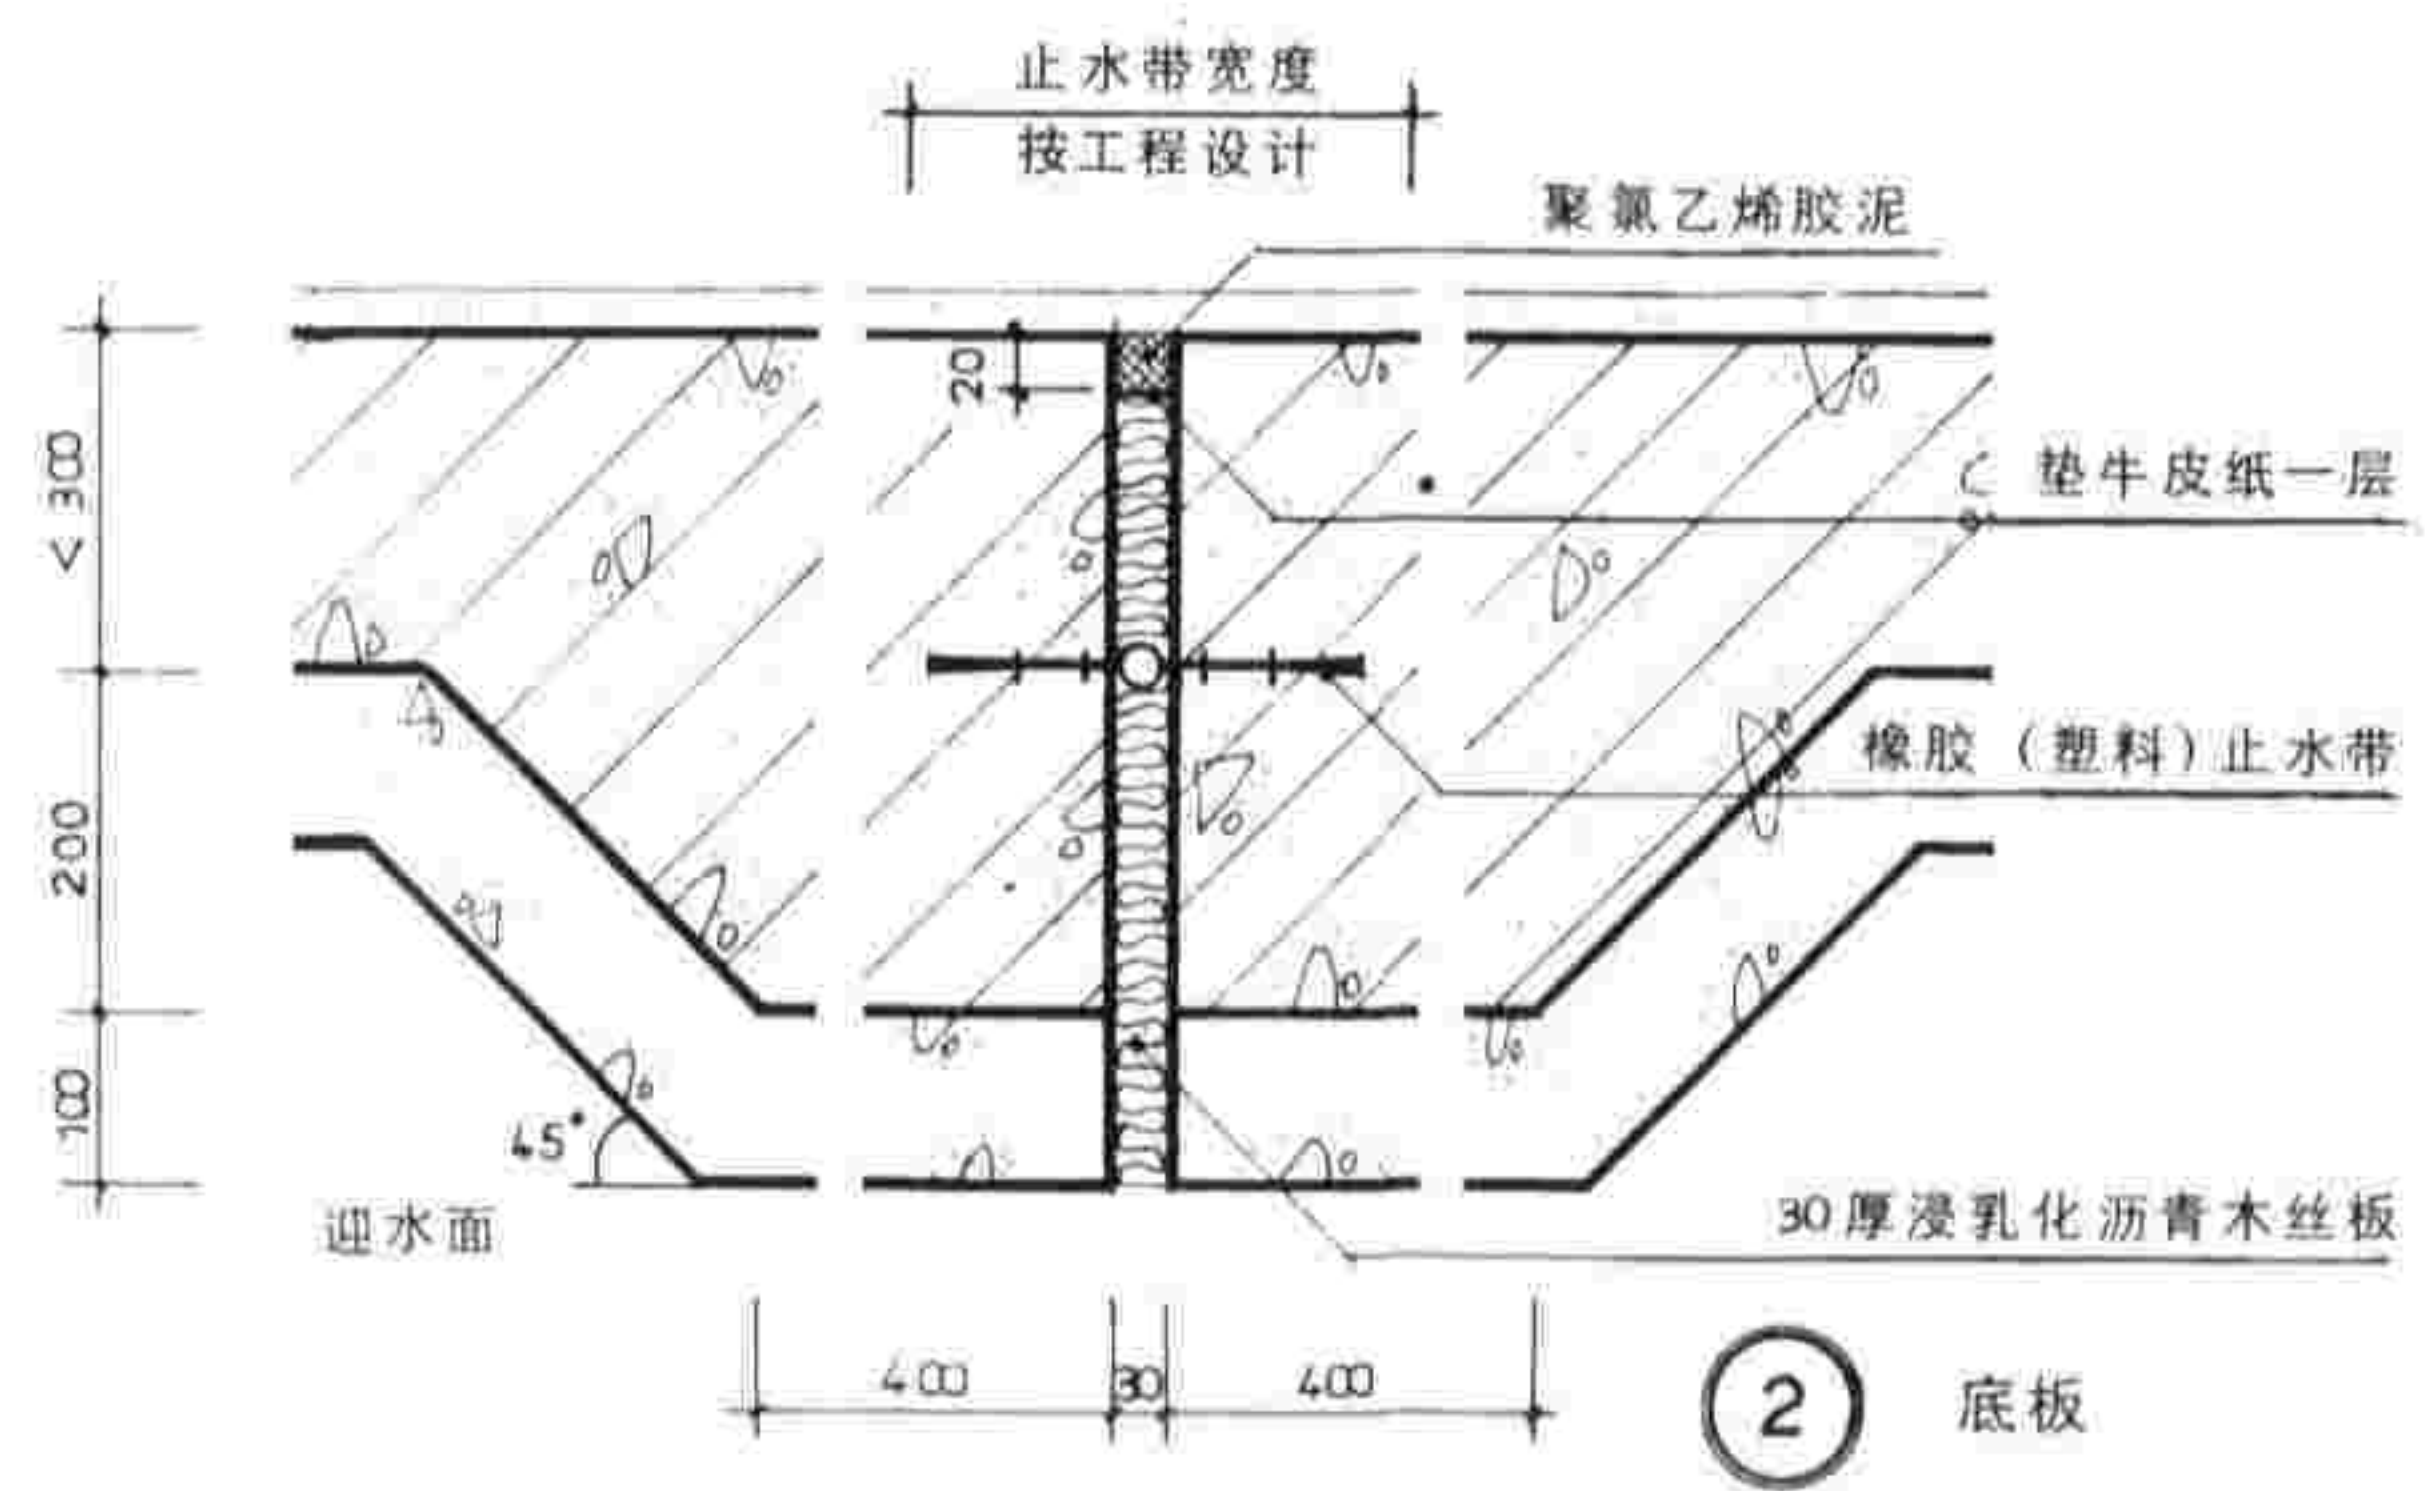 止水带宽度
按工程设计
聚氯乙烯胶泥
20
<300
垫牛皮纸一层
橡胶（塑料）止水带
200
100
45°
迎水面
30厚浸乳化沥青木丝板
400
30
400
2
底板